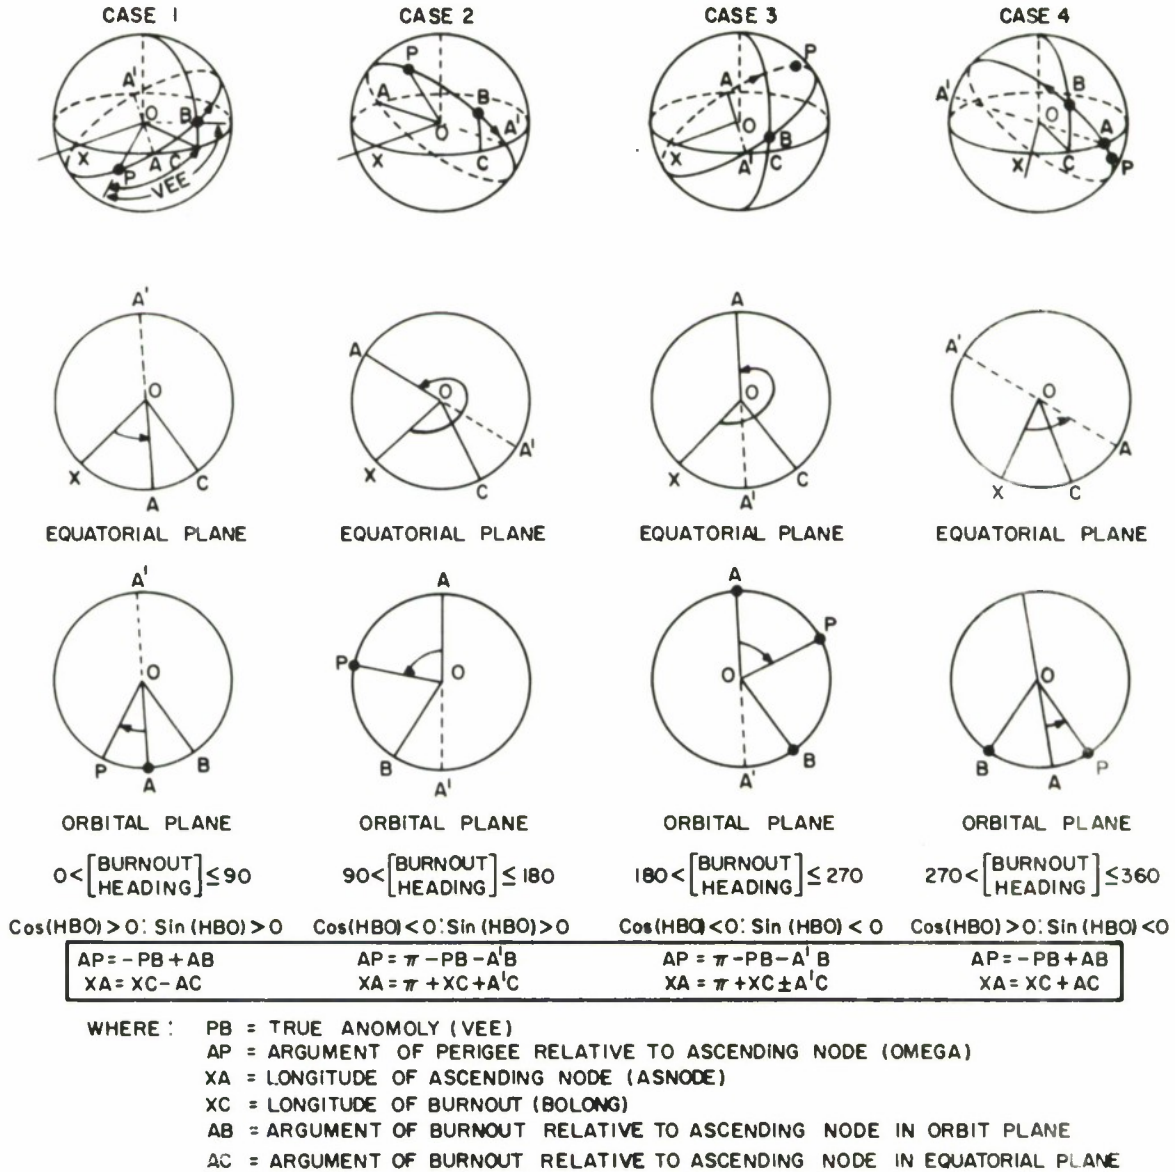 CASE 1 CASE 2 CASE 3 CASE 4
A' O B X P A C VEE
P A B A' O X C
P A O B X A' C
A' B O A X C P
A' O X A C
A O A' X C
A O X A' C
A' O A X C
EQUATORIAL PLANE EQUATORIAL PLANE EQUATORIAL PLANE EQUATORIAL PLANE
A' O P A B
A P O B A'
A P O B A'
O B A P
ORBITAL PLANE ORBITAL PLANE ORBITAL PLANE ORBITAL PLANE
0<[BURNOUT HEADING]≤90 90<[BURNOUT HEADING]≤180 180<[BURNOUT HEADING]≤270 270<[BURNOUT HEADING]≤360
Cos(HBO)>0: Sin(HBO)>0 Cos(HBO)<0: Sin(HBO)>0 Cos(HBO)<0: Sin(HBO)<0 Cos(HBO)>0: Sin(HBO)<0
AP=-PB+AB AP=π-PB-A'B AP=π-PB-A'B AP=-PB+AB
XA=XC-AC XA=π+XC+A'C XA=π+XC±A'C XA=XC+AC
WHERE: PB = TRUE ANOMOLY (VEE)
AP = ARGUMENT OF PERIGEE RELATIVE TO ASCENDING NODE (OMEGA)
XA = LONGITUDE OF ASCENDING NODE (ASNODE)
XC = LONGITUDE OF BURNOUT (BOLONG)
AB = ARGUMENT OF BURNOUT RELATIVE TO ASCENDING NODE IN ORBIT PLANE
AC = ARGUMENT OF BURNOUT RELATIVE TO ASCENDING NODE IN EQUATORIAL PLANE